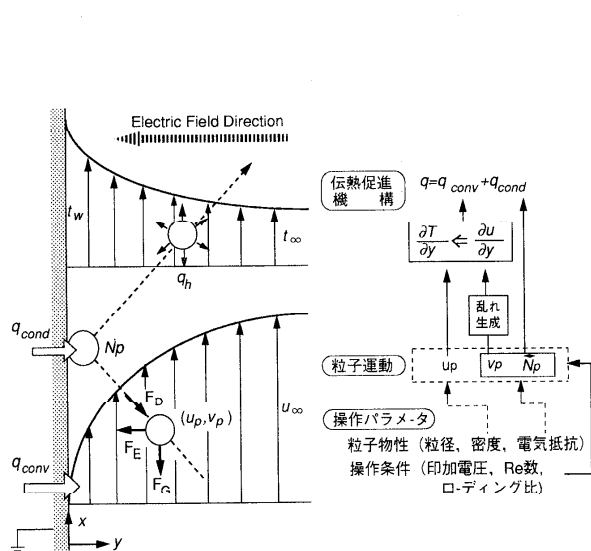 Electric Field Direction
t_w
t_∞
q_h
q_cond
Np
F_D
(u_p,v_p)
u_∞
F_E
q_conv
F_G
x
y
伝熱促進
機 構
q=q_conv+q_cond
∂T/∂y ⇐ ∂u/∂y
乱れ
生成
粒子運動
up
vp
Np
操作パラメ-タ
粒子物性(粒径、密度、電気抵抗)
操作条件(印加電圧、Re数,
ロ-ディング比)